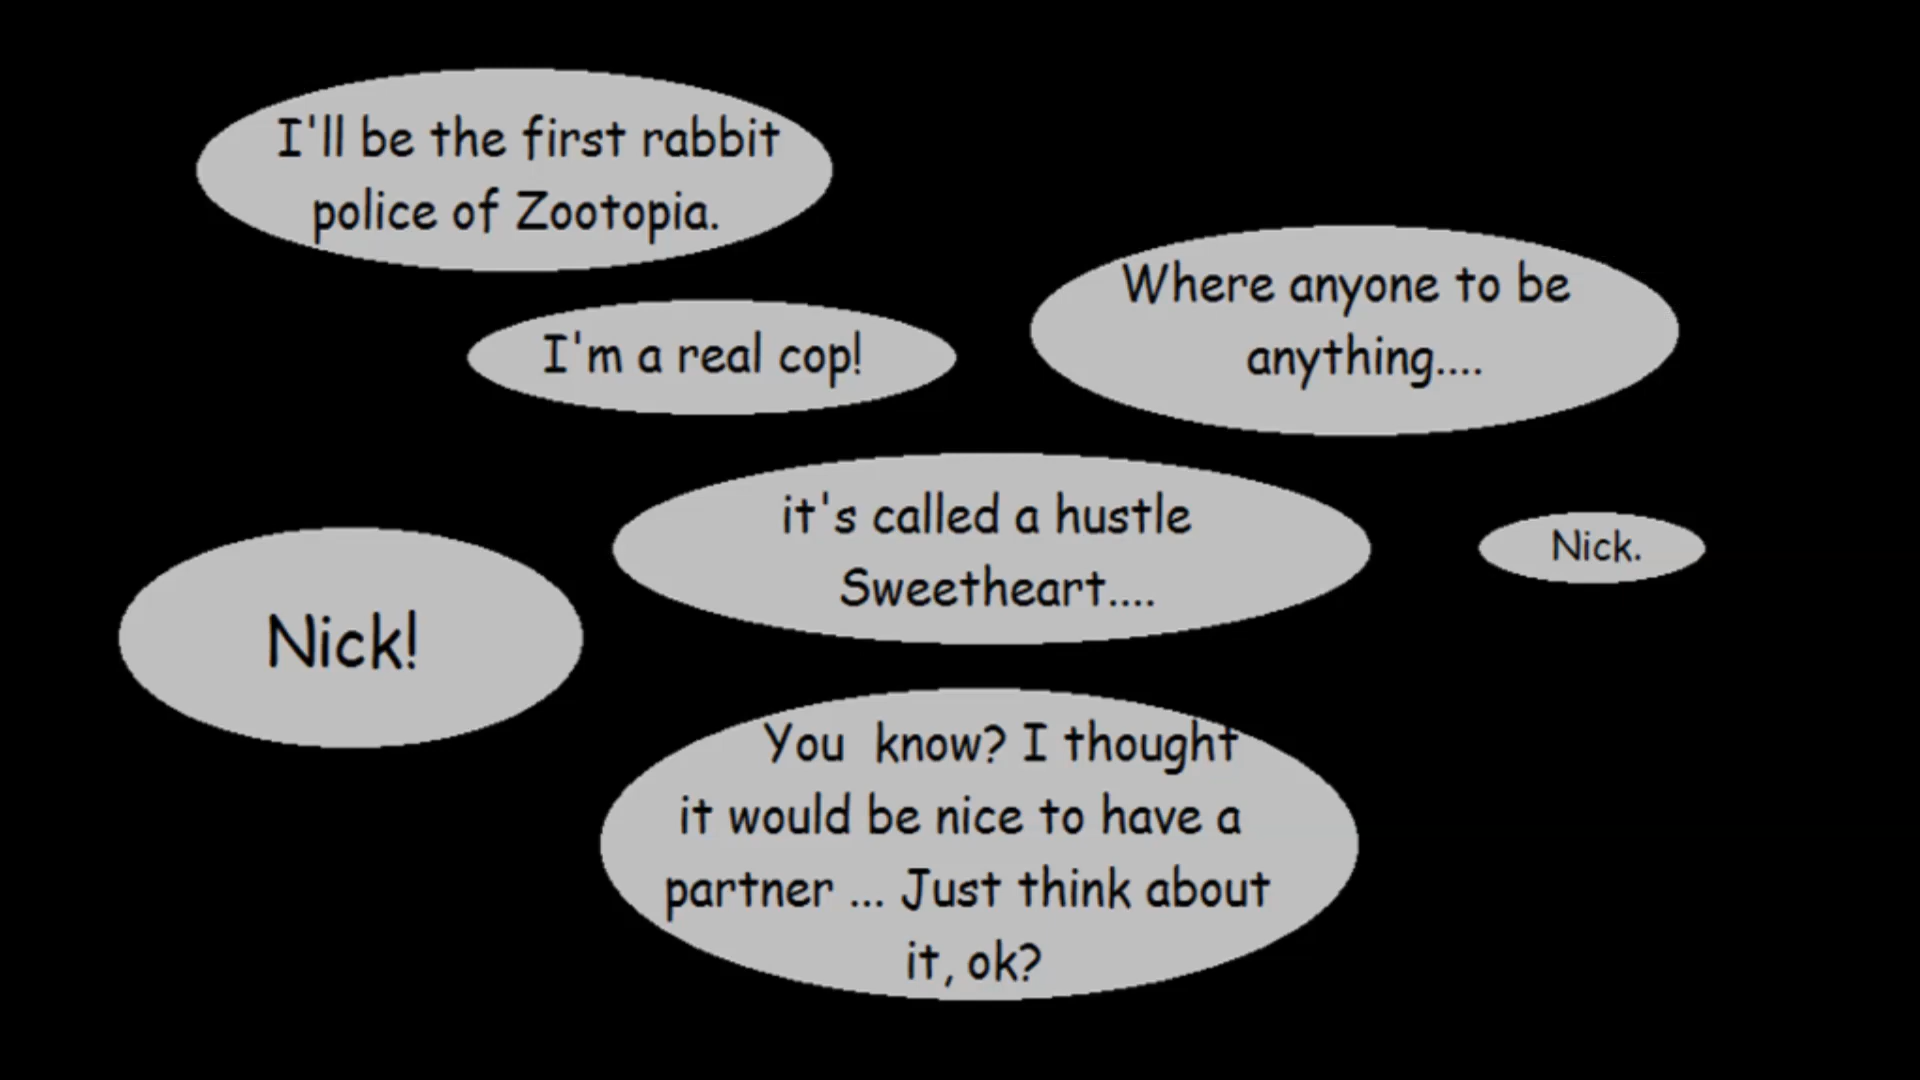 I'll be the first rabbit
police of Zootopia.
Where anyone to be
anything....
I'm a real cop!
it's called a hustle
Sweetheart....
Nick.
Nick!
You  know? I thought
it would be nice to have a
partner ... Just think about
it, ok?